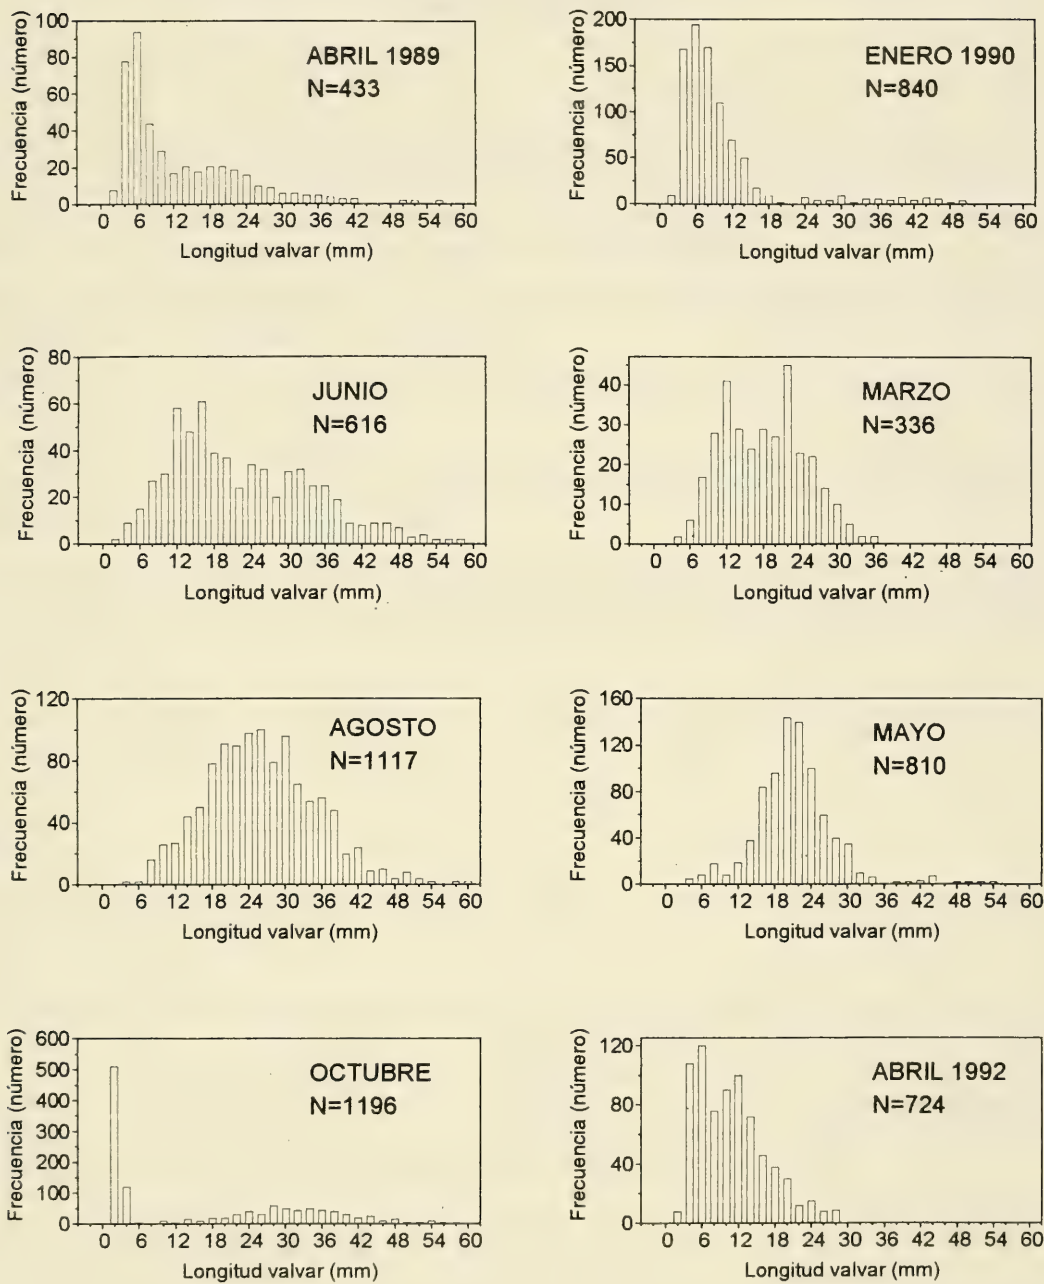 ABRIL 1989
N=433
Frecuencia (número)
100
80
60
40
20
0
0 6 12 18 24 30 36 42 48 54 60
Longitud valvar (mm)
ENERO 1990
N=840
Frecuencia (número)
200
150
100
50
0
0 6 12 18 24 30 36 42 48 54 60
Longitud valvar (mm)
JUNIO
N=616
Frecuencia (número)
80
60
40
20
0
0 6 12 18 24 30 36 42 48 54 60
Longitud valvar (mm)
MARZO
N=336
Frecuencia (número)
40
30
20
10
0
0 6 12 18 24 30 36 42 48 54 60
Longitud valvar (mm)
AGOSTO
N=1117
Frecuencia (número)
120
80
40
0
0 6 12 18 24 30 36 42 48 54 60
Longitud valvar (mm)
MAYO
N=810
Frecuencia (número)
160
120
80
40
0
0 6 12 18 24 30 36 42 48 54 60
Longitud valvar (mm)
OCTUBRE
N=1196
Frecuencia (número)
600
500
400
300
200
100
0
0 6 12 18 24 30 36 42 48 54 60
Longitud valvar (mm)
ABRIL 1992
N=724
Frecuencia (número)
120
80
40
0
0 6 12 18 24 30 36 42 48 54 60
Longitud valvar (mm)